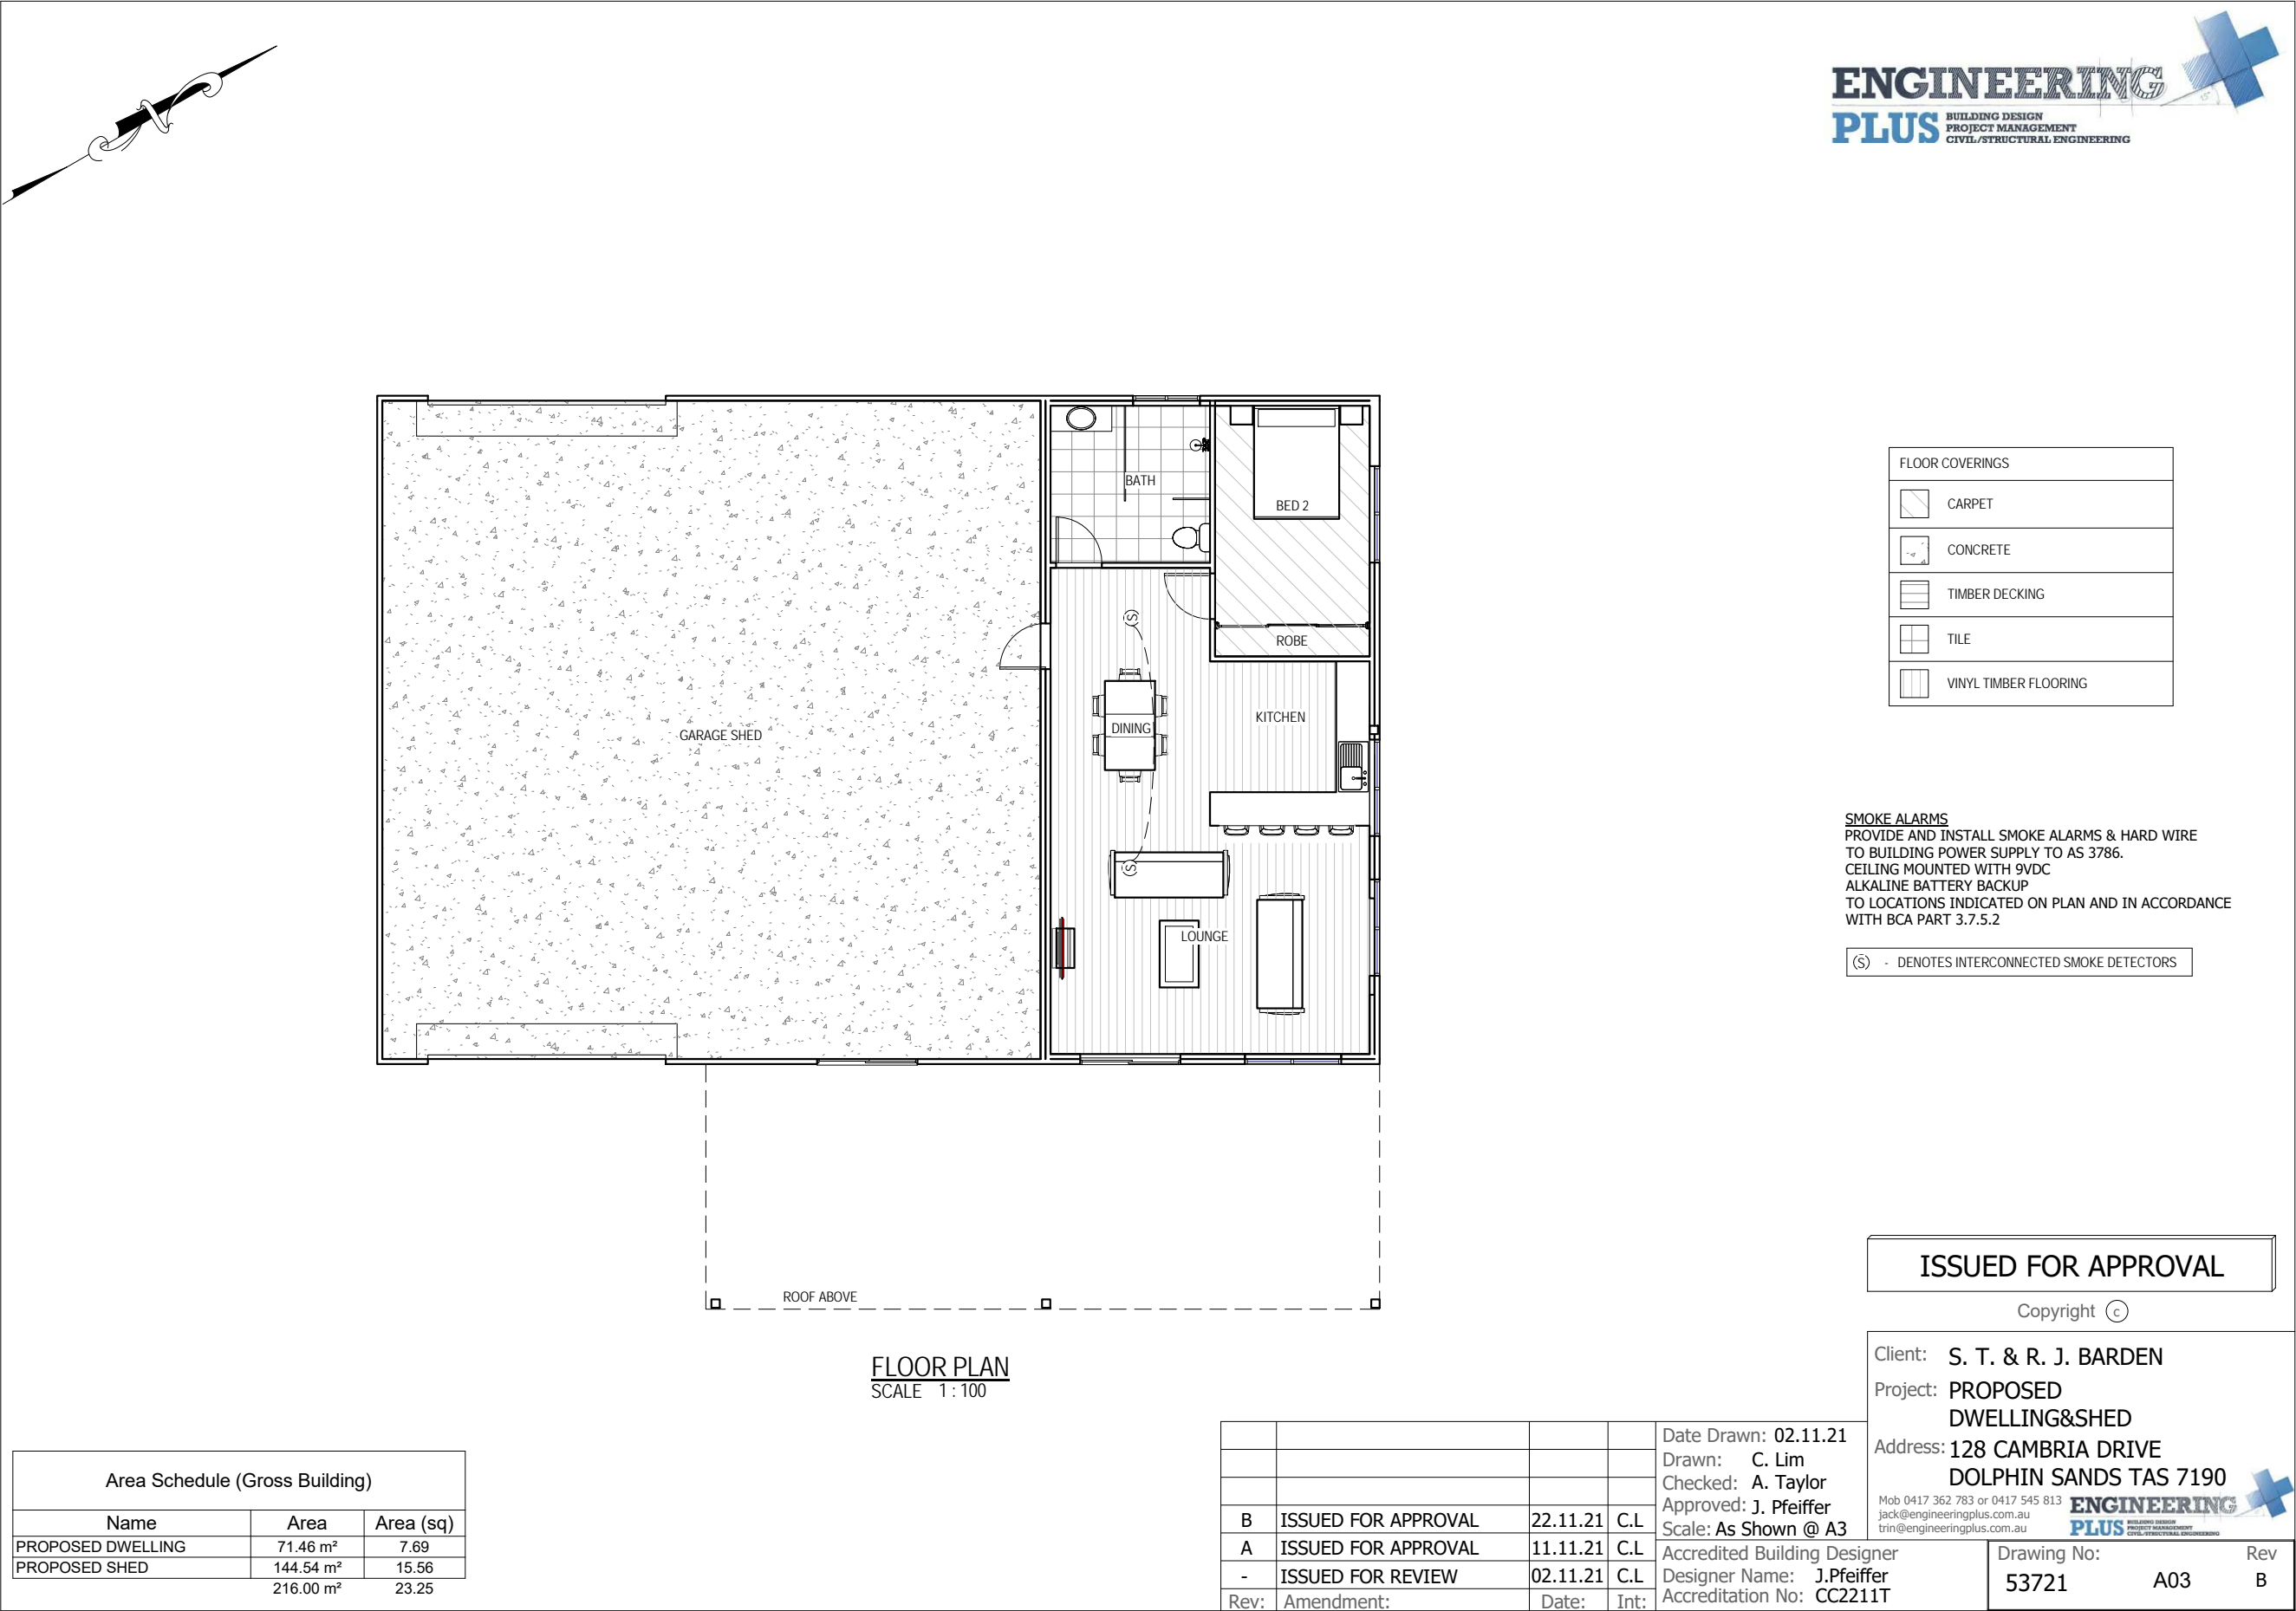 ENGINEERING
PLUS
BUILDING DESIGN
PROJECT MANAGEMENT
CIVIL/STRUCTURAL ENGINEERING
15°
BATH
BED 2
ROBE
(S)
GARAGE SHED
DINING
KITCHEN
(S)
LOUNGE
ROOF ABOVE
FLOOR PLAN
SCALE 1 : 100
FLOOR COVERINGS
CARPET
CONCRETE
TIMBER DECKING
TILE
VINYL TIMBER FLOORING
SMOKE ALARMS
PROVIDE AND INSTALL SMOKE ALARMS & HARD WIRE
TO BUILDING POWER SUPPLY TO AS 3786.
CEILING MOUNTED WITH 9VDC
ALKALINE BATTERY BACKUP
TO LOCATIONS INDICATED ON PLAN AND IN ACCORDANCE
WITH BCA PART 3.7.5.2
(S) - DENOTES INTERCONNECTED SMOKE DETECTORS
ISSUED FOR APPROVAL
Copyright c
Client: S. T. & R. J. BARDEN
Project: PROPOSED
DWELLING&SHED
Address: 128 CAMBRIA DRIVE
DOLPHIN SANDS TAS 7190
Mob 0417 362 783 or 0417 545 813
jack@engineeringplus.com.au
trin@engineeringplus.com.au
ENGINEERING
PLUS
BUILDING DESIGN
PROJECT MANAGEMENT
CIVIL/STRUCTURAL ENGINEERING
Area Schedule (Gross Building)
Name Area Area (sq)
PROPOSED DWELLING 71.46 m² 7.69
PROPOSED SHED 144.54 m² 15.56
216.00 m² 23.25
B ISSUED FOR APPROVAL 22.11.21 C.L
A ISSUED FOR APPROVAL 11.11.21 C.L
- ISSUED FOR REVIEW 02.11.21 C.L
Rev: Amendment: Date: Int:
Date Drawn: 02.11.21
Drawn: C. Lim
Checked: A. Taylor
Approved: J. Pfeiffer
Scale: As Shown @ A3
Accredited Building Designer
Designer Name: J.Pfeiffer
Accreditation No: CC2211T
Drawing No: Rev
53721 A03 B